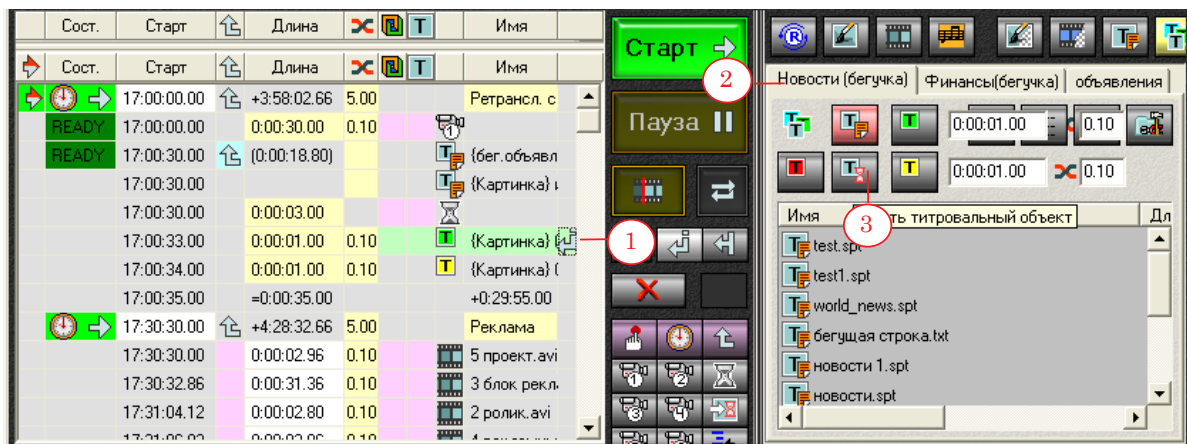 Сост. Старт Длина T Имя
Сост. Старт Длина T Имя
17:00:00.00 +3:58:02.66 5.00 Ретрансл. с
READY 17:00:00.00 0:00:30.00 0.10 1
READY 17:00:30.00 (0:00:18.80) T {бег.объявл
17:00:30.00 T {Картинка}
17:00:30.00 0:00:03.00
17:00:33.00 0:00:01.00 0.10 T {Картинка}
17:00:34.00 0:00:01.00 0.10 T {Картинка}
17:00:35.00 =0:00:35.00 +0:29:55.00
17:30:30.00 +4:28:32.66 5.00 Реклама
17:30:30.00 0:00:02.96 0.10 5 проект.avi
17:30:32.86 0:00:31.36 0.10 3 блок рекл
17:31:04.12 0:00:02.80 0.10 2 ролик.avi
1
Старт
Пауза
1 2
3 4
2
R T T
Новости (бегучка) Финансы(бегучка) объявления
T T T 0:00:01.00 0.10 edt
T T T 0:00:01.00 0.10
3
Имя ть титровальный объект Дл
test.spt
test1.spt
world_news.spt
бегущая строка.txt
новости 1.spt
новости.spt